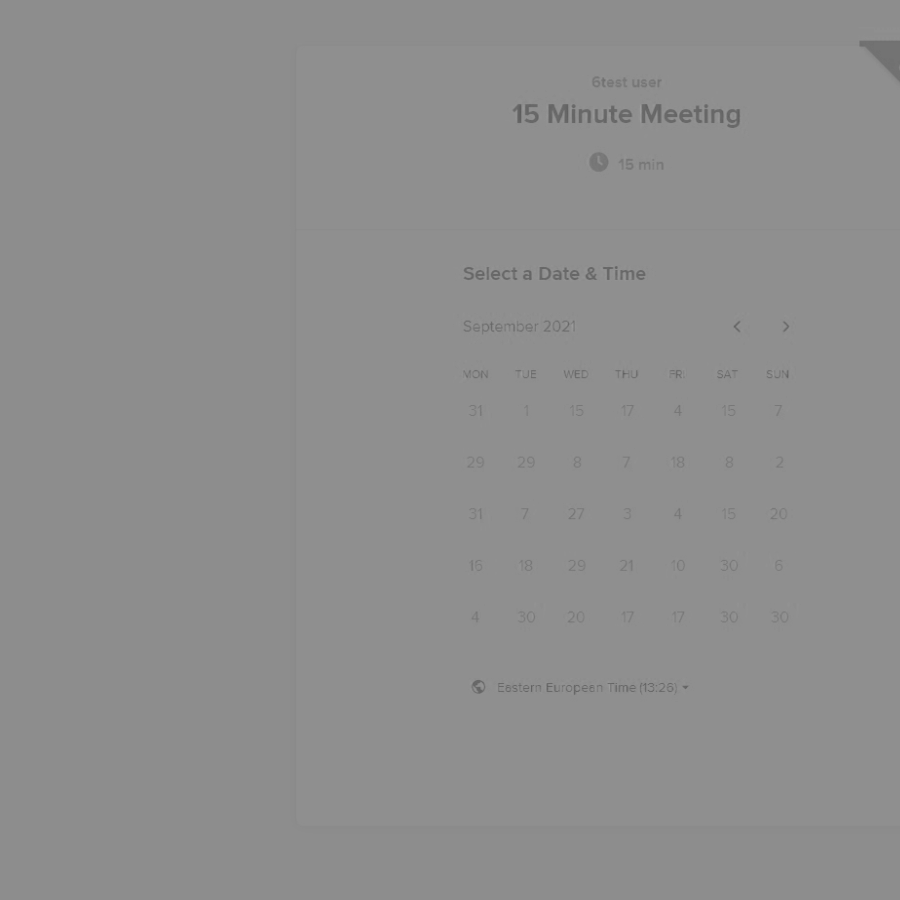 6test user
15 Minute Meeting
15 min
Select a Date & Time
September 2021
MON TUE WED THU FRI SAT SUN
31 1 15 17 4 15 7
29 29 8 7 18 8 2
31 7 27 3 4 15 20
15 18 29 21 10 30 6
4 30 20 17 17 30 30
Eastern European Time (13:26)